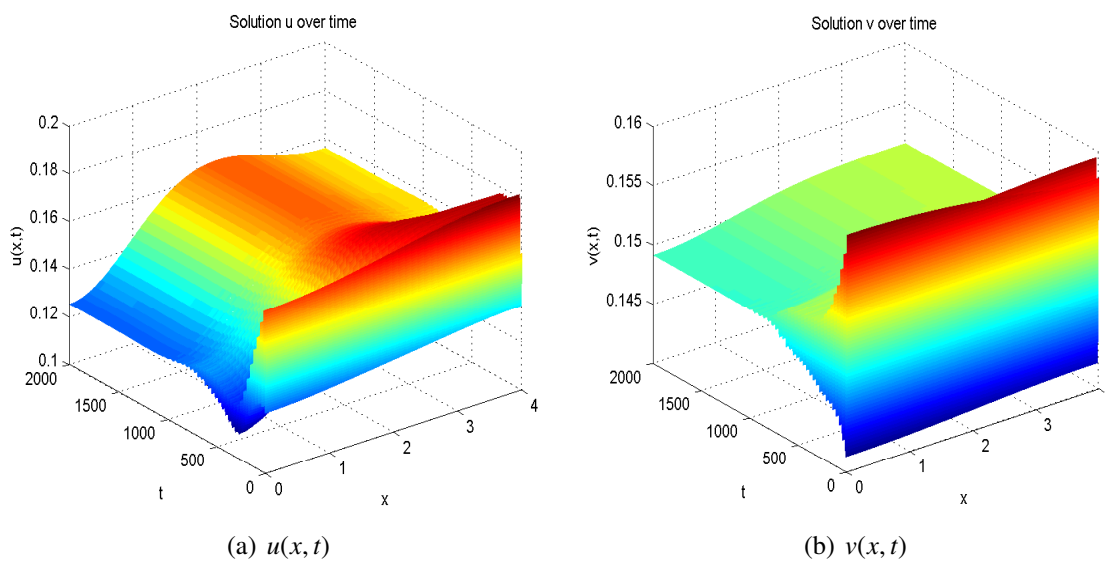 Solution u over time
u(x,t)
0.2
0.18
0.16
0.14
0.12
0.1
2000
1500
1000
500
0
t
0
1
2
3
4
x
(a) u(x, t)
Solution v over time
v(x,t)
0.16
0.155
0.15
0.145
2000
1500
1000
500
0
t
0
1
2
3
x
(b) v(x, t)